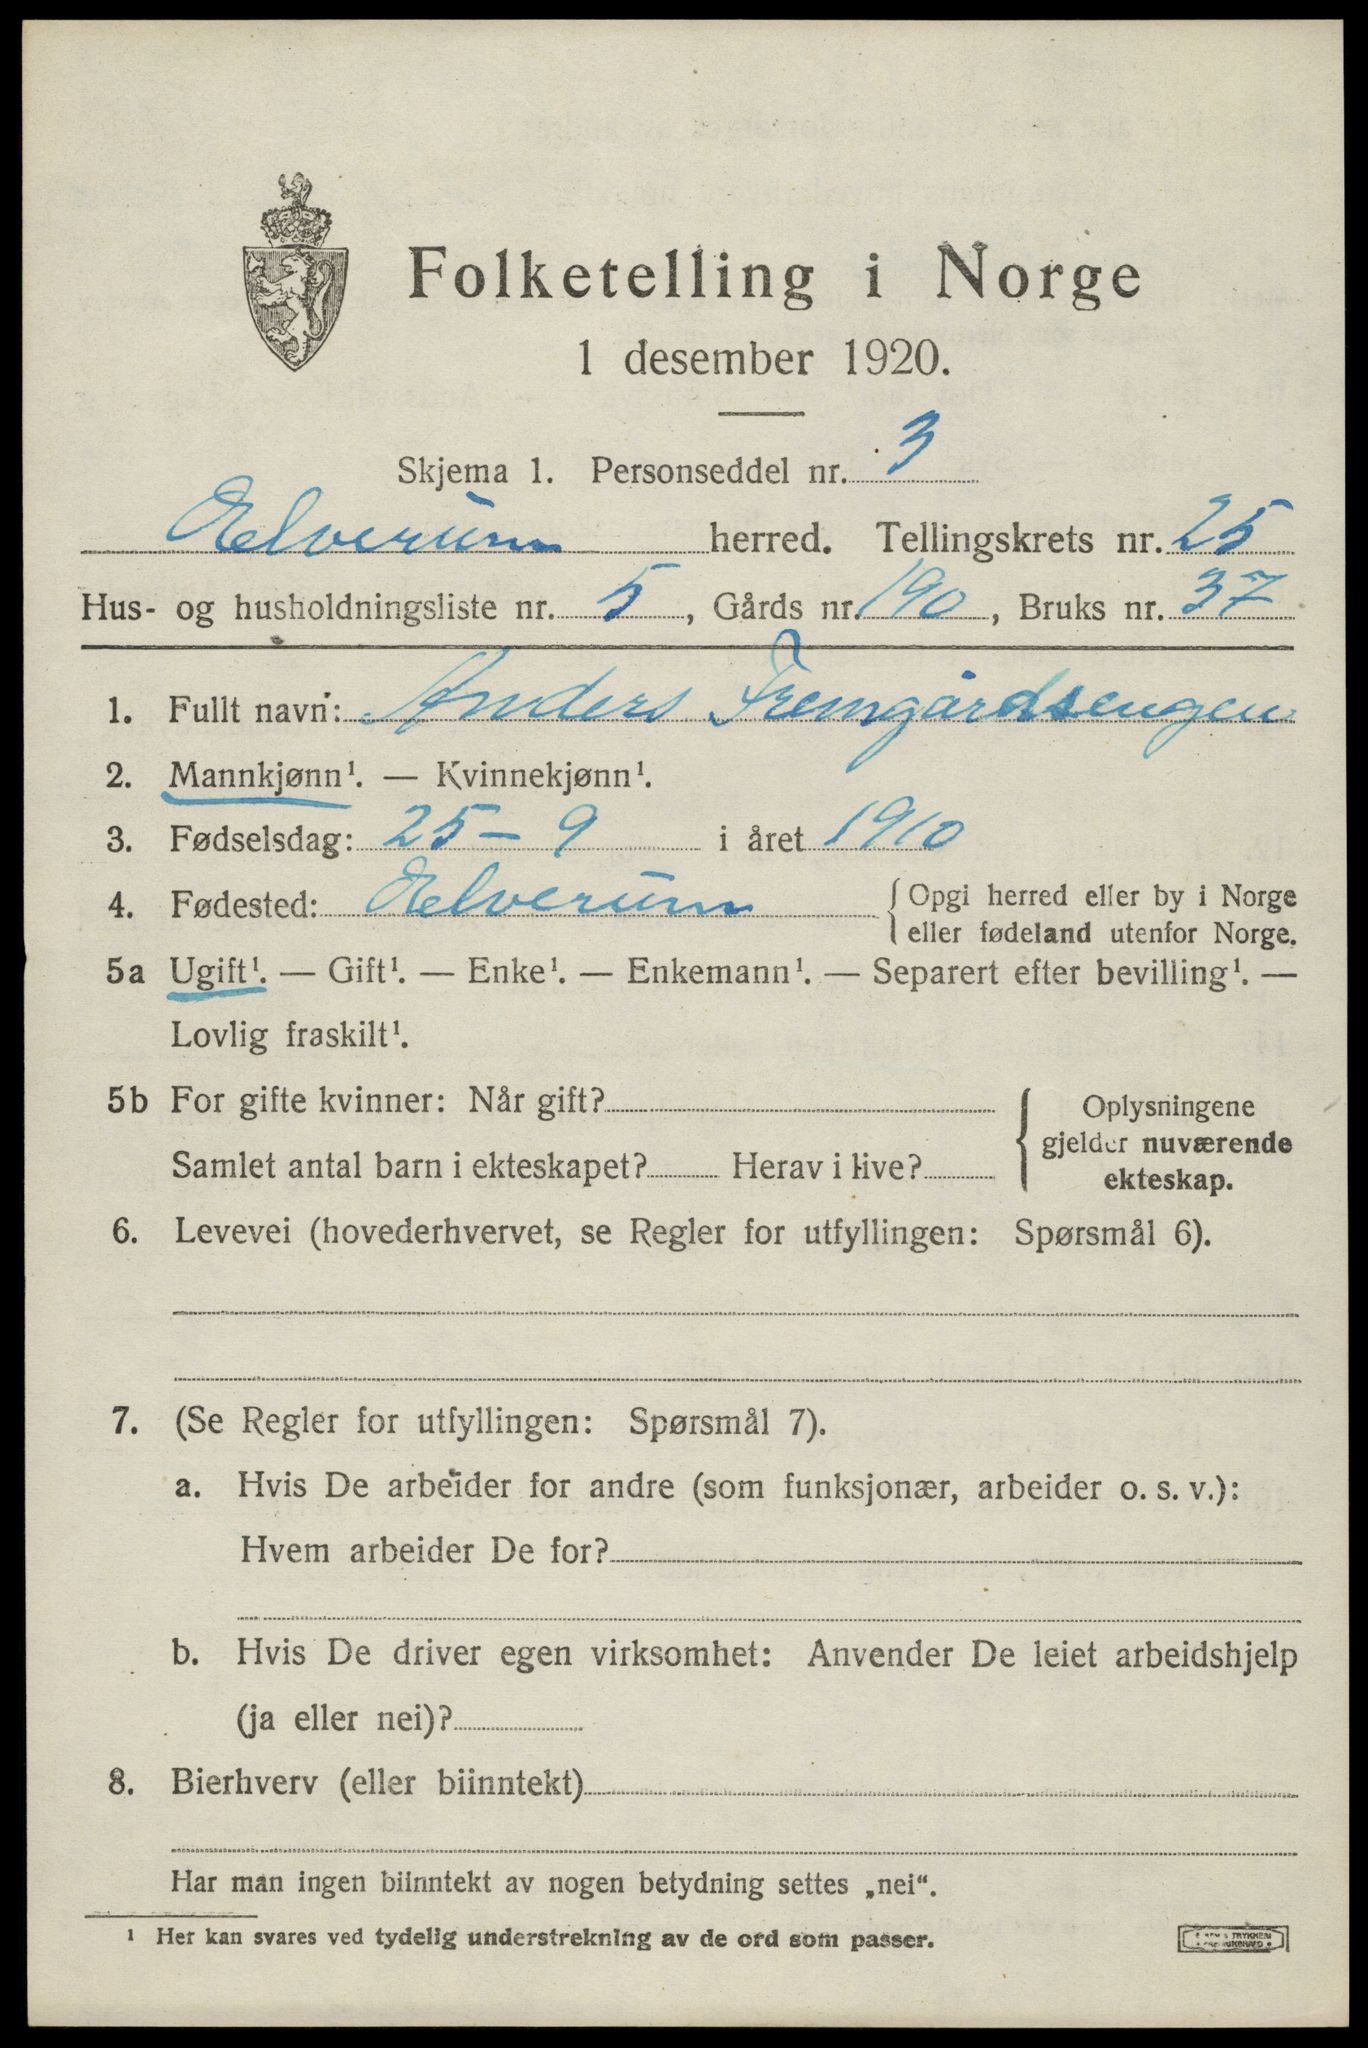 Folketelling i Norge
1 desember 1920.
Skjema 1. Personseddel nr. 3
Elverum herred. Tellingskrets nr. 25
Hus- og husholdningsliste nr. 5, Gårds nr. 190, Bruks nr. 37
1. Fullt navn: Anders Fremgårdsengen
2. Mannkjønn¹. — Kvinnekjønn¹.
3. Fødselsdag: 25 - 9 i året 1910
4. Fødested: Elverum { Opgi herred eller by i Norge
eller fødeland utenfor Norge.
5a Ugift¹. — Gift¹. — Enke¹. — Enkemann¹. — Separert efter bevilling¹. —
Lovlig fraskilt¹.
5b For gifte kvinner: Når gift?
Samlet antal barn i ekteskapet? Herav i live?
{ Oplysningene
gjelder nuværende
ekteskap.
6. Levevei (hovederhvervet, se Regler for utfyllingen: Spørsmål 6).
7. (Se Regler for utfyllingen: Spørsmål 7).
a. Hvis De arbeider for andre (som funksjonær, arbeider o. s. v.):
Hvem arbeider De for?
b. Hvis De driver egen virksomhet: Anvender De leiet arbeidshjelp
(ja eller nei)?
8. Bierhverv (eller biinntekt)
Har man ingen biinntekt av nogen betydning settes „nei“.
¹ Her kan svares ved tydelig understrekning av de ord som passer.